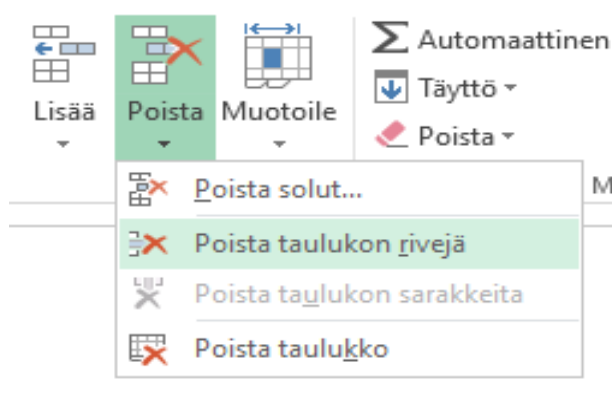 Lisää Poista Muotoile
Automaattinen
Täyttö
Poista
Poista solut...
Poista taulukon rivejä
Poista taulukon sarakkeita
Poista taulukko
M